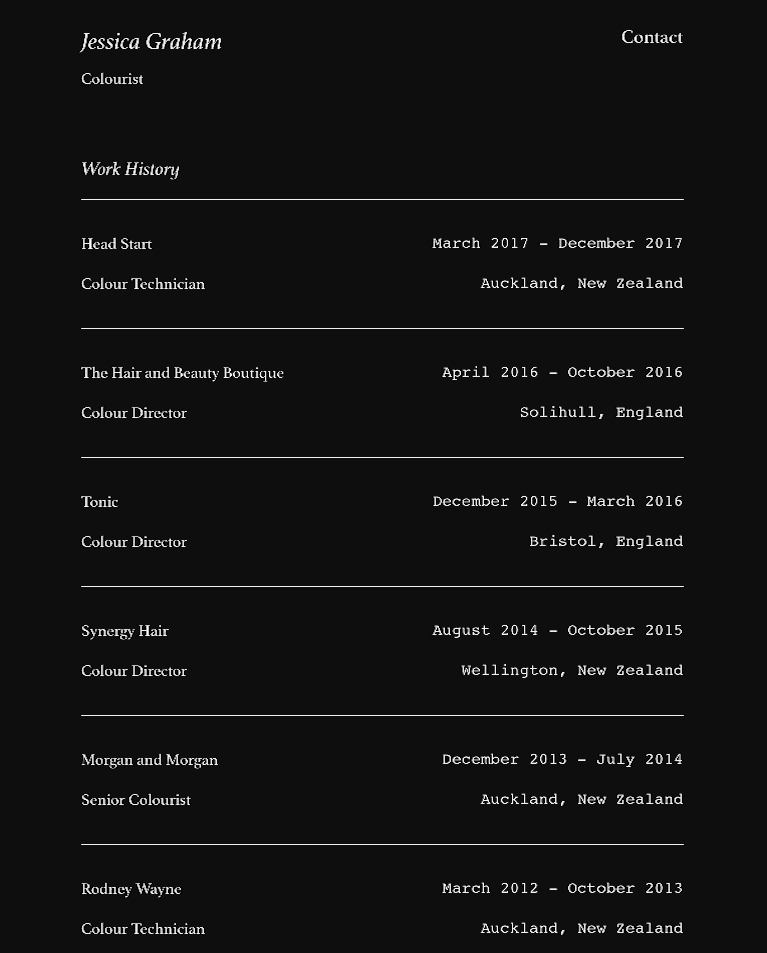 Jessica Graham
Contact
Colourist
Work History
Head Start
March 2017 – December 2017
Colour Technician
Auckland, New Zealand
The Hair and Beauty Boutique
April 2016 – October 2016
Colour Director
Solihull, England
Tonic
December 2015 – March 2016
Colour Director
Bristol, England
Synergy Hair
August 2014 – October 2015
Colour Director
Wellington, New Zealand
Morgan and Morgan
December 2013 – July 2014
Senior Colourist
Auckland, New Zealand
Rodney Wayne
March 2012 – October 2013
Colour Technician
Auckland, New Zealand